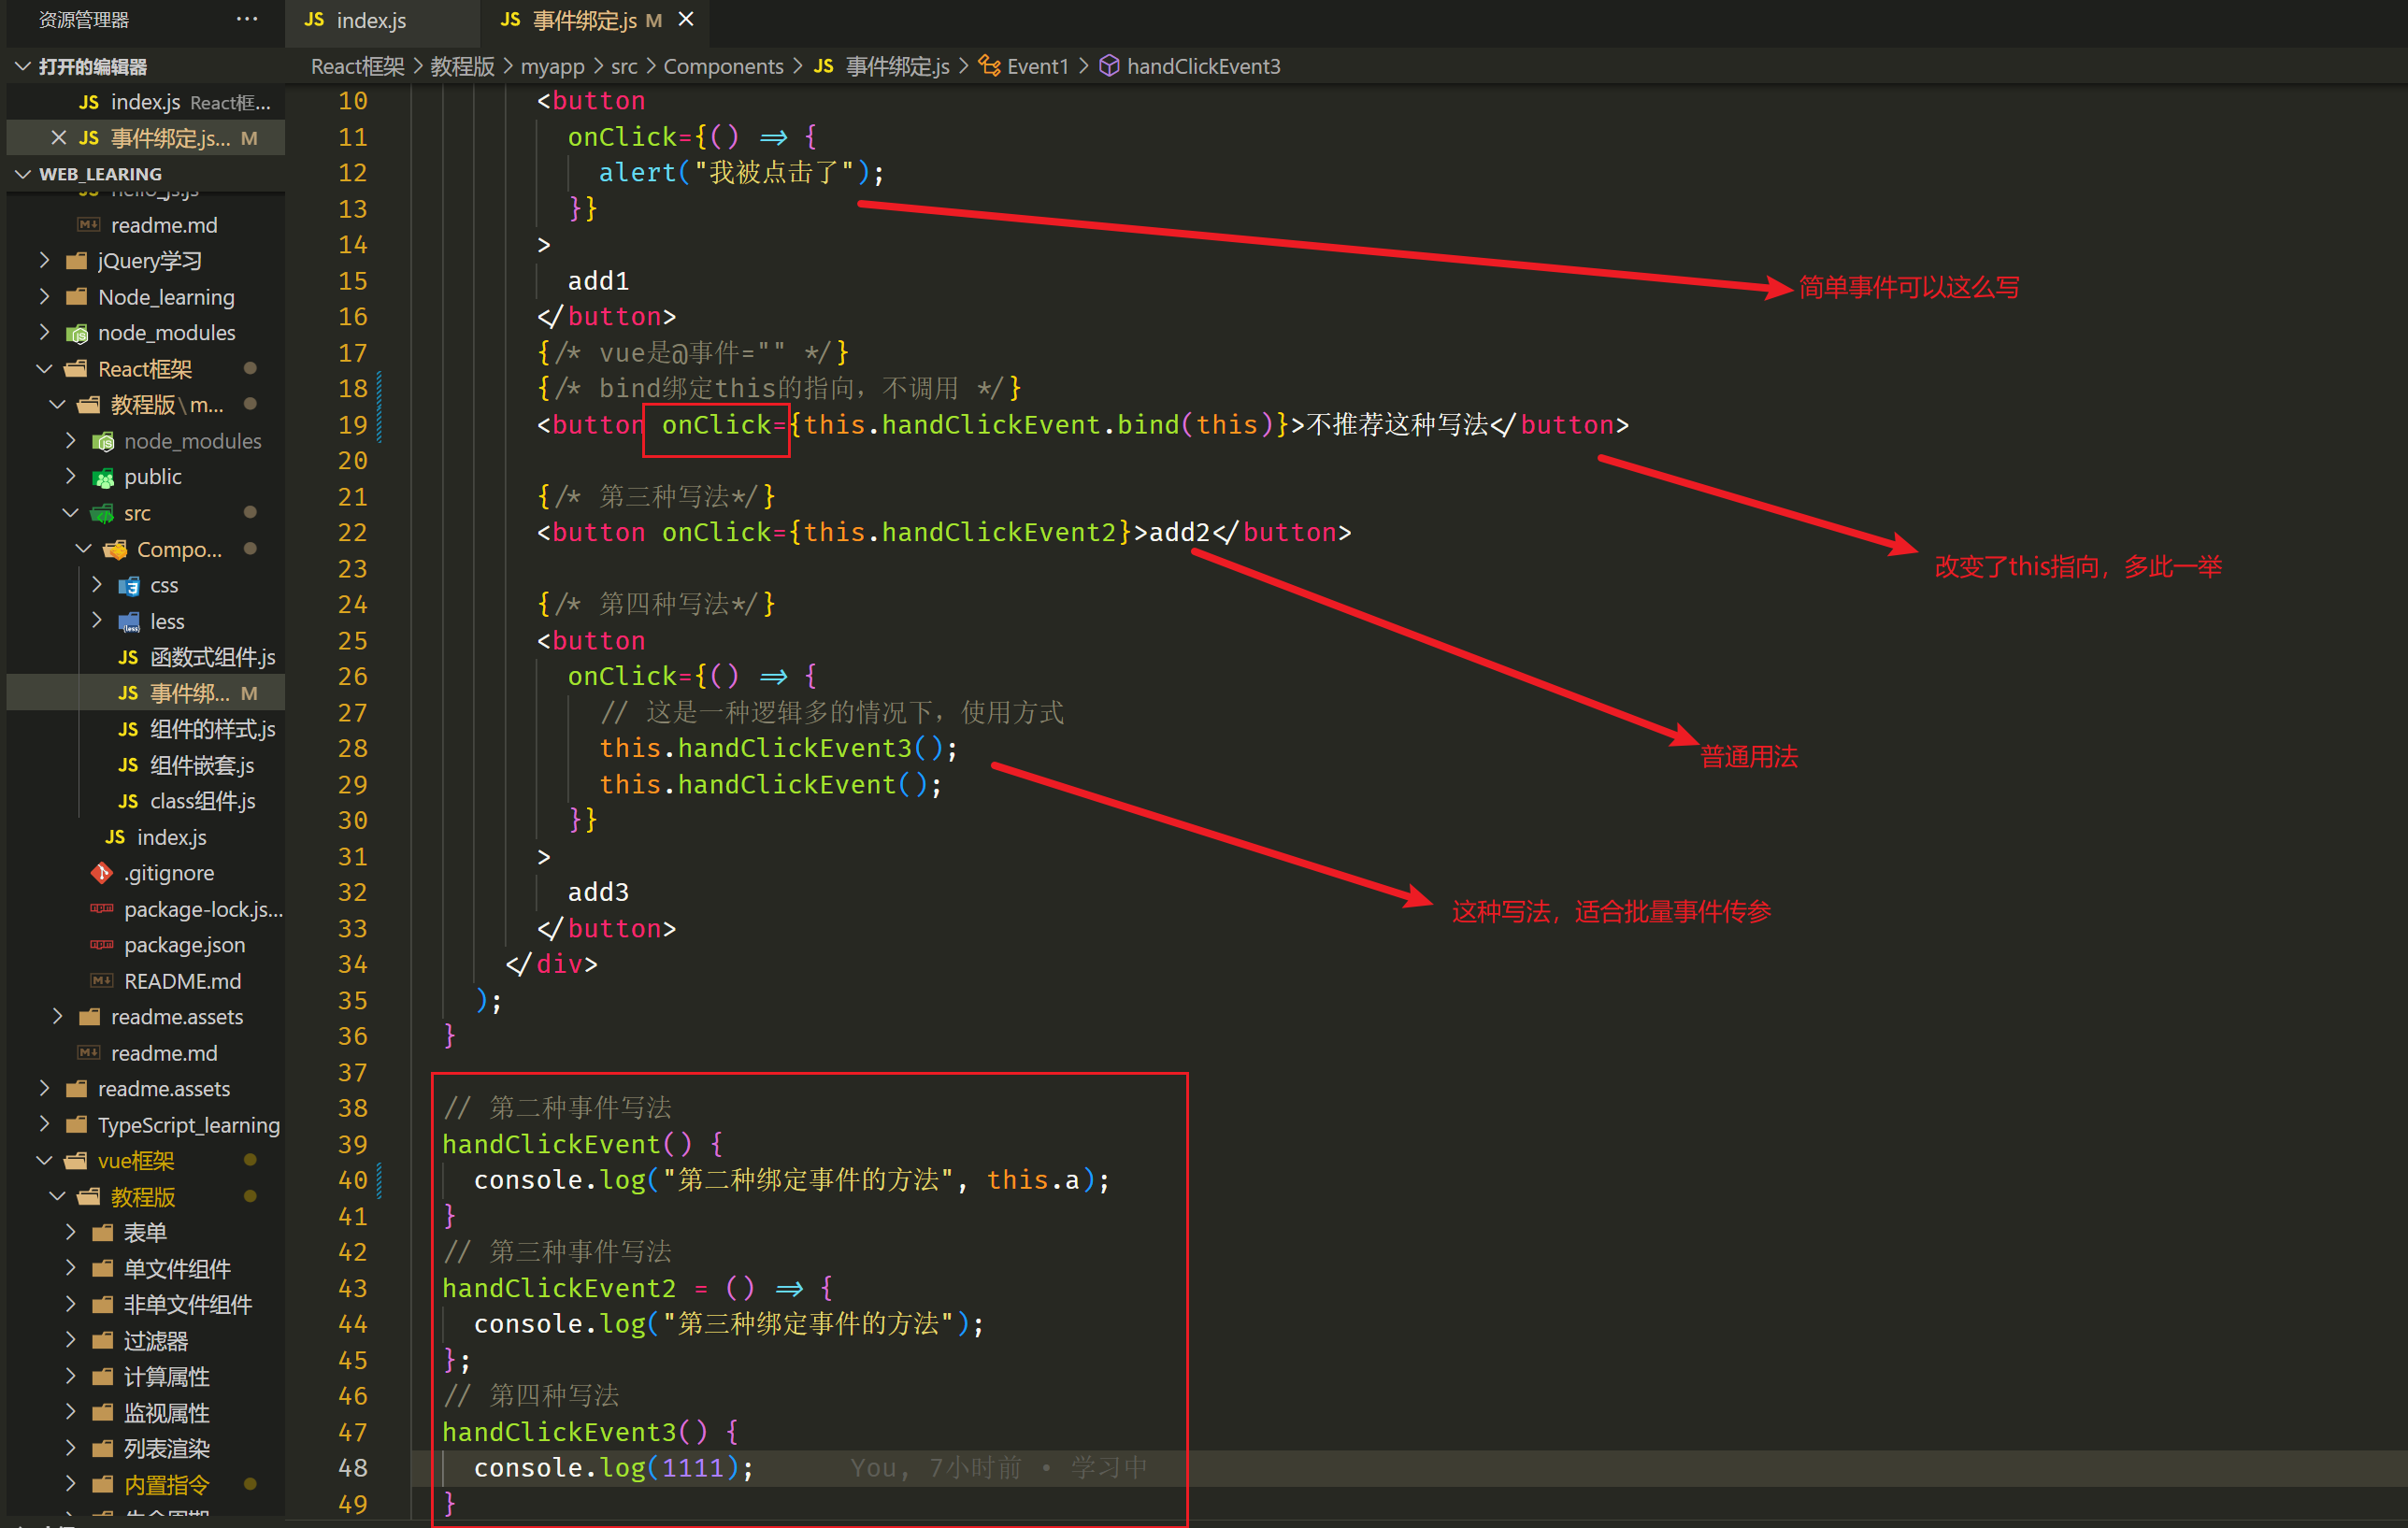 资源管理器
打开的编辑器
JS index.js React框...
JS 事件绑定.js... M
WEB_LEARING
hello_js.js
readme.md
jQuery学习
Node_learning
node_modules
React框架
教程版\m...
node_modules
public
src
Compo...
css
less
JS 函数式组件.js
JS 事件绑... M
JS 组件的样式.js
JS 组件嵌套.js
JS class组件.js
JS index.js
.gitignore
package-lock.js...
package.json
README.md
readme.assets
readme.md
readme.assets
TypeScript_learning
vue框架
教程版
表单
单文件组件
非单文件组件
过滤器
计算属性
监视属性
列表渲染
内置指令
生命周期
JS index.js
JS 事件绑定.js M
React框架 > 教程版 > myapp > src > Components > JS 事件绑定.js > Event1 > handClickEvent3
10 <button
11 onClick={() => {
12 alert("我被点击了");
13 }}
14 >
简单事件可以这么写
15 add1
16 </button>
17 {/* vue是@事件="" */}
18 {/* bind绑定this的指向，不调用 */}
19 <button onClick={this.handClickEvent.bind(this)}>不推荐这种写法</button>
20
21 {/* 第三种写法*/}
22 <button onClick={this.handClickEvent2}>add2</button>
23
改变了this指向，多此一举
24 {/* 第四种写法*/}
25 <button
26 onClick={() => {
27 // 这是一种逻辑多的情况下，使用方式
28 this.handClickEvent3();
普通用法
29 this.handClickEvent();
30 }}
31 >
32 add3
这种写法，适合批量事件传参
33 </button>
34 </div>
35 );
36 }
37
38 // 第二种事件写法
39 handClickEvent() {
40 console.log("第二种绑定事件的方法", this.a);
41 }
42 // 第三种事件写法
43 handClickEvent2 = () => {
44 console.log("第三种绑定事件的方法");
45 };
46 // 第四种写法
47 handClickEvent3() {
48 console.log(1111); You, 7小时前 • 学习中
49 }